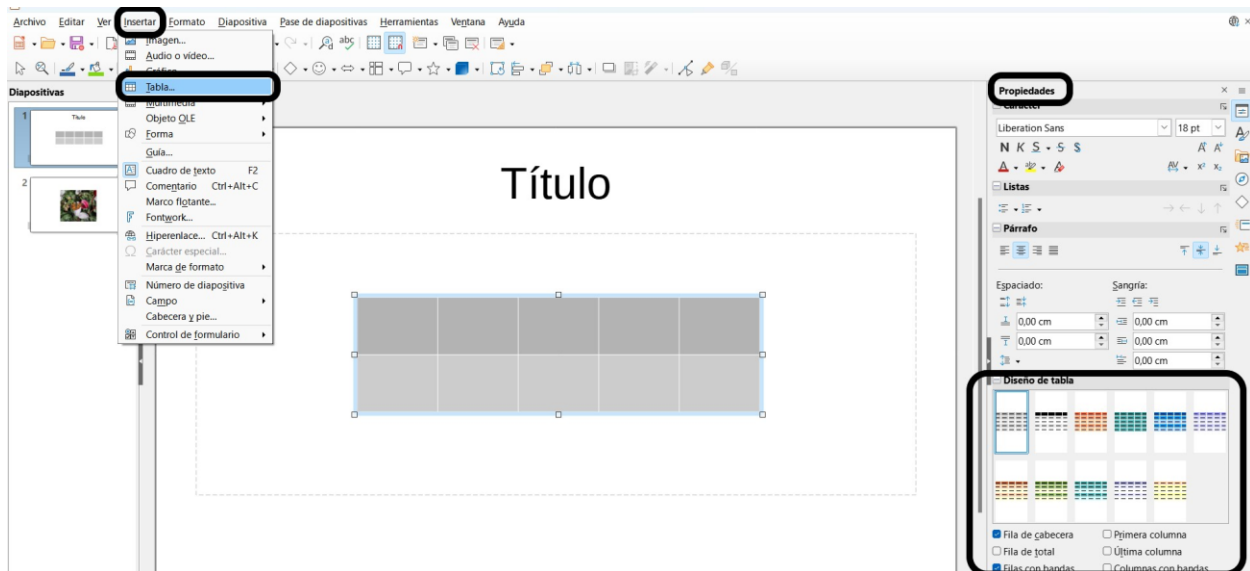 Archivo Editar Ver Insertar Formato Diapositiva Pase de diapositivas Herramientas Ventana Ayuda
Imagen...
Audio o vídeo...
Tabla...
Multimedia
Objeto OLE
Forma
Guía...
Cuadro de texto F2
Comentario Ctrl+Alt+C
Marco flotante...
Fontwork...
Hiperenlace... Ctrl+Alt+K
Carácter especial...
Marca de formato
Número de diapositiva
Campo
Cabecera y pie...
Control de formulario
Diapositivas
1
Título
2
Título
Propiedades
Carácter
Liberation Sans 18 pt
N K S S S A A
A
Listas
Párrafo
Espaciado: Sangría:
0,00 cm 0,00 cm
0,00 cm 0,00 cm
0,00 cm
Diseño de tabla
Fila de cabecera Primera columna
Fila de total Última columna
Filas con bandas Columnas con bandas